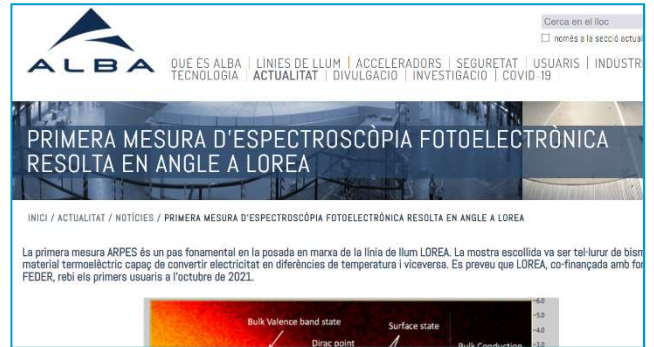 Cerca en el lloc
només a la secció actual
ALBA
QUÈ ÉS ALBA | LÍNIES DE LLUM | ACCELERADORS | SEGURETAT | USUARIS | INDÚSTRI
TECNOLOGIA | ACTUALITAT | DIVULGACIÓ | INVESTIGACIÓ | COVID-19
PRIMERA MESURA D'ESPECTROSCÒPIA FOTOELECTRÒNICA
RESOLTA EN ANGLE A LOREA
INICI / ACTUALITAT / NOTÍCIES / PRIMERA MESURA D'ESPECTROSCÒPIA FOTOELECTRÒNICA RESOLTA EN ANGLE A LOREA
La primera mesura ARPES és un pas fonamental en la posada en marxa de la línia de llum LOREA. La mostra escollida va ser tel·lurur de bism
material termoelèctric capaç de convertir electricitat en diferències de temperatura i viceversa. Es preveu que LOREA, co-finançada amb fon
FEDER, rebi els primers usuaris a l'octubre de 2021.
-6.0
Bulk Valence band state
Surface state
-5.0
-4.0
Dirac point
Bulk Conduction
-3.0